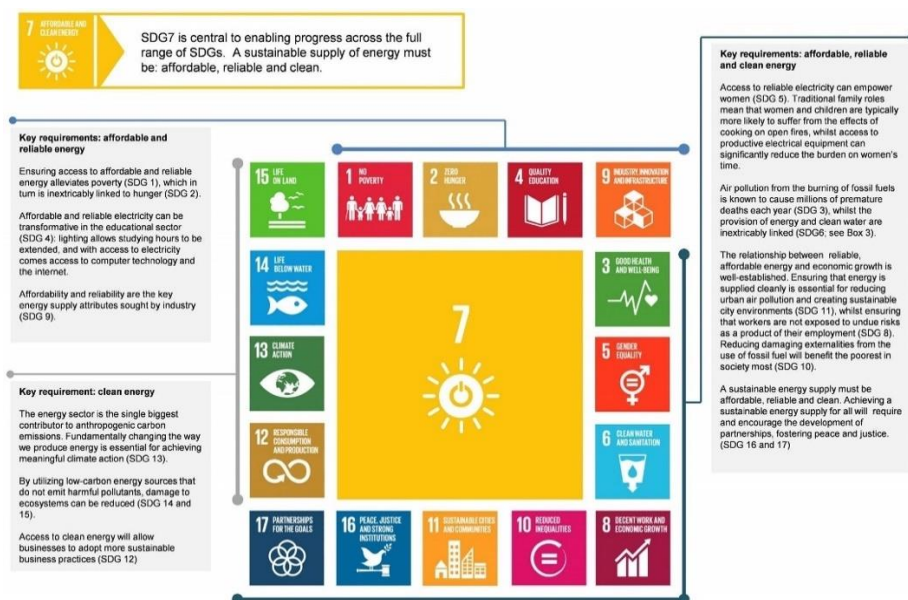 7 AFFORDABLE AND
CLEAN ENERGY
SDG7 is central to enabling progress across the full
range of SDGs. A sustainable supply of energy must
be: affordable, reliable and clean.
Key requirements: affordable and
reliable energy
Ensuring access to affordable and reliable
energy alleviates poverty (SDG 1), which in
turn is inextricably linked to hunger (SDG 2).
Affordable and reliable electricity can be
transformative in the educational sector
(SDG 4): lighting allows studying hours to be
extended, and with access to electricity
comes access to computer technology and
the internet.
Affordability and reliability are the key
energy supply attributes sought by industry
(SDG 9).
Key requirement: clean energy
The energy sector is the single biggest
contributor to anthropogenic carbon
emissions. Fundamentally changing the way
we produce energy is essential for achieving
meaningful climate action (SDG 13).
By utilizing low-carbon energy sources that
do not emit harmful pollutants, damage to
ecosystems can be reduced (SDG 14 and
15).
Access to clean energy will allow
businesses to adopt more sustainable
business practices (SDG 12)
15 LIFE
ON LAND
1 NO
POVERTY
2 ZERO
HUNGER
4 QUALITY
EDUCATION
9 INDUSTRY, INNOVATION
AND INFRASTRUCTURE
14 LIFE
BELOW WATER
3 GOOD HEALTH
AND WELL-BEING
7
13 CLIMATE
ACTION
5 GENDER
EQUALITY
12 RESPONSIBLE
CONSUMPTION
AND PRODUCTION
6 CLEAN WATER
AND SANITATION
17 PARTNERSHIPS
FOR THE GOALS
16 PEACE, JUSTICE
AND STRONG
INSTITUTIONS
11 SUSTAINABLE CITIES
AND COMMUNITIES
10 REDUCED
INEQUALITIES
8 DECENT WORK AND
ECONOMIC GROWTH
Key requirements: affordable, reliable
and clean energy
Access to reliable electricity can empower
women (SDG 5). Traditional family roles
mean that women and children are typically
more likely to suffer from the effects of
cooking on open fires, whilst access to
productive electrical equipment can
significantly reduce the burden on women's
time.
Air pollution from the burning of fossil fuels
is known to cause millions of premature
deaths each year (SDG 3), whilst the
provision of energy and clean water are
inextricably linked (SDG6; see Box 3).
The relationship between reliable,
affordable energy and economic growth is
well-established. Ensuring that energy is
supplied cleanly is essential for reducing
urban air pollution and creating sustainable
city environments (SDG 11), whilst ensuring
that workers are not exposed to undue risks
as a product of their employment (SDG 8).
Reducing damaging externalities from the
use of fossil fuel will benefit the poorest in
society most (SDG 10).
A sustainable energy supply must be
affordable, reliable and clean. Achieving a
sustainable energy supply for all will require
and encourage the development of
partnerships, fostering peace and justice.
(SDG 16 and 17)